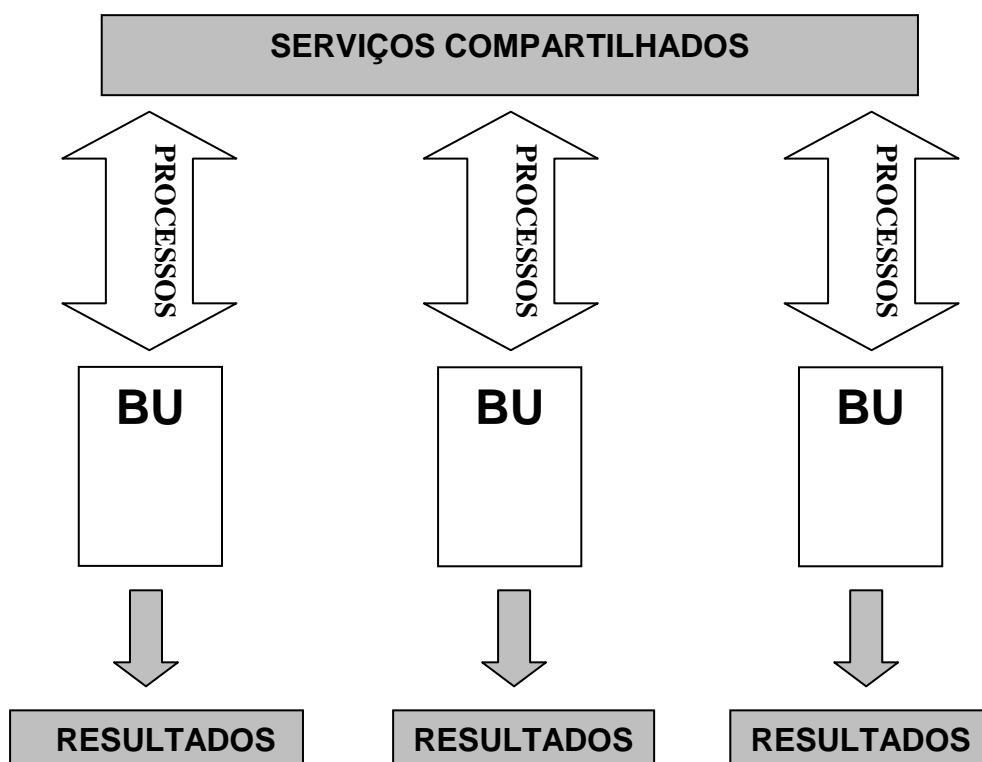 SERVIÇOS COMPARTILHADOS
PROCESSOS
PROCESSOS
PROCESSOS
BU
BU
BU
RESULTADOS
RESULTADOS
RESULTADOS